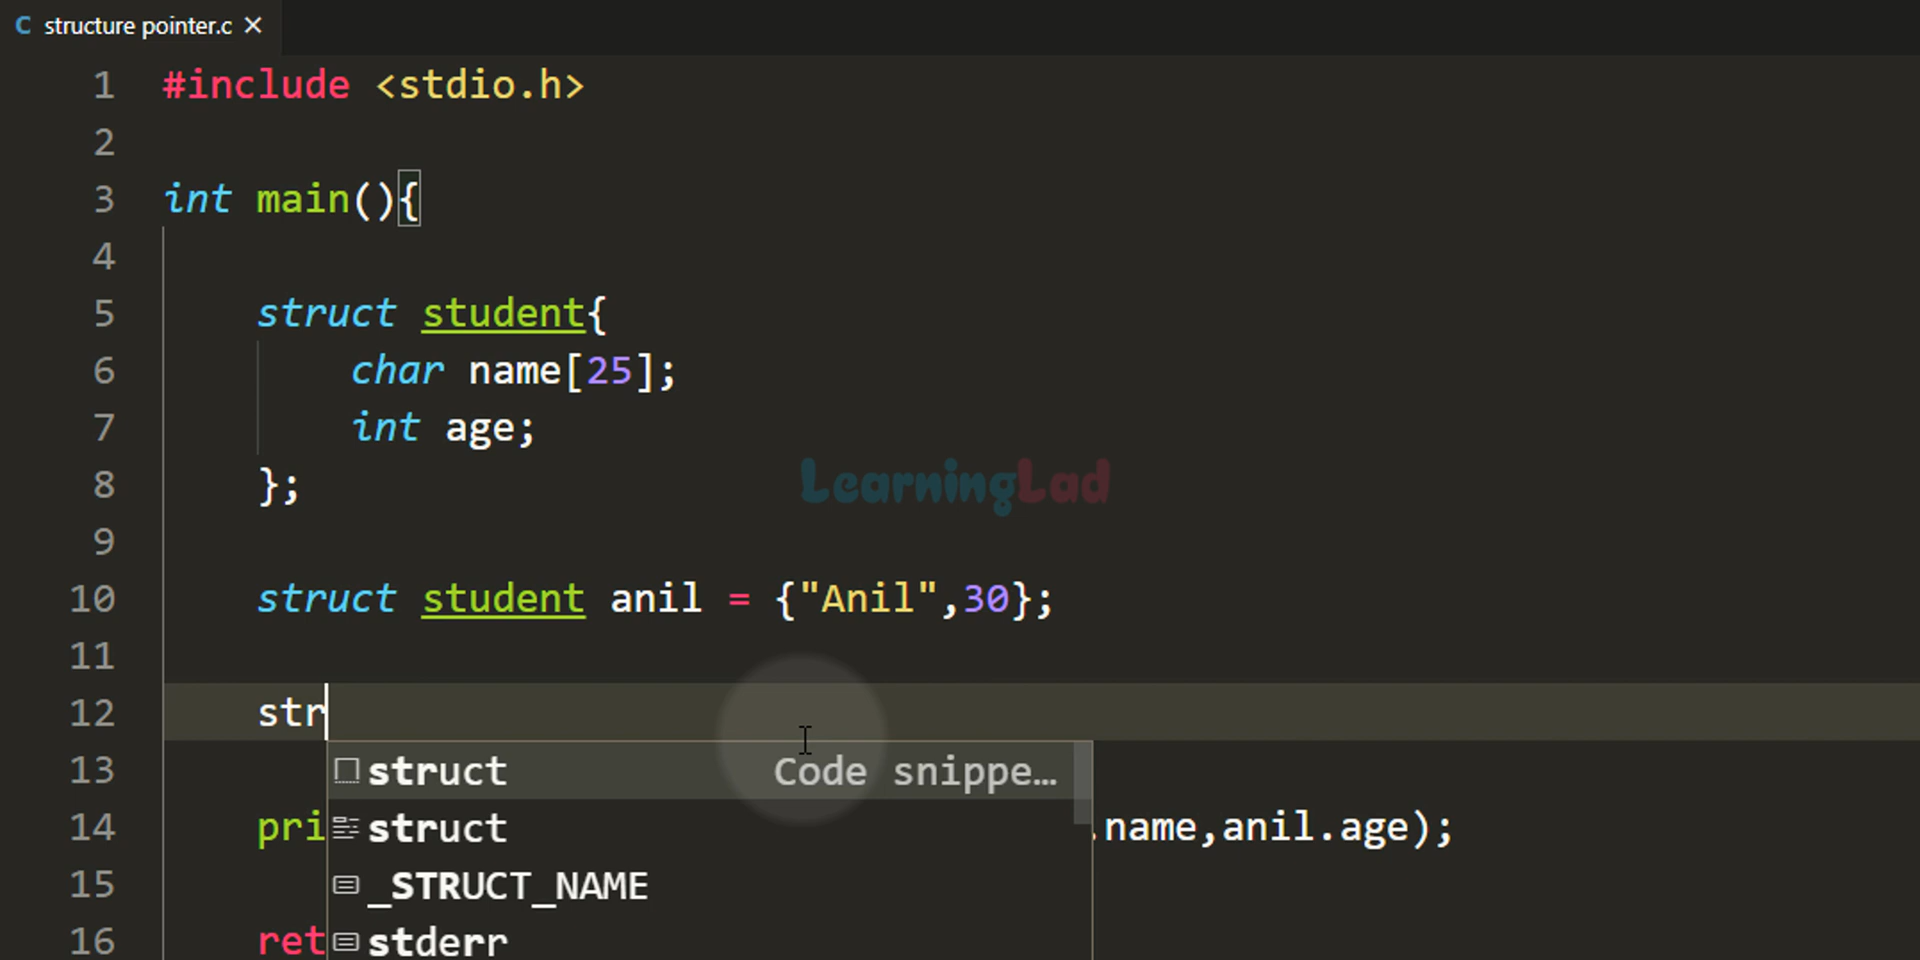 C structure pointer.c ×
1 #include <stdio.h>
2
3 int main(){
4
5 struct student{
6 char name[25];
7 int age;
8 };
9
10 struct student anil = {"Anil",30};
11
12 str
13 struct Code snippe…
14 pri struct .name,anil.age);
15 _STRUCT_NAME
16 ret stderr
LearningLad